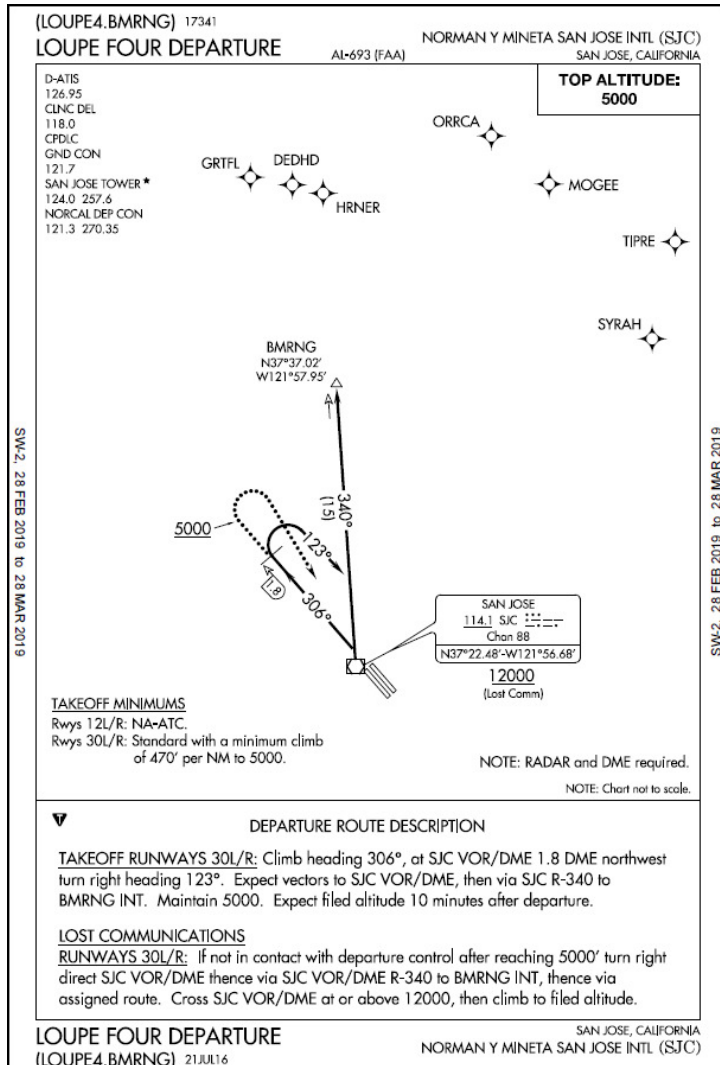 (LOUPE4.BMRNG) 17341
LOUPE FOUR DEPARTURE
AL-693 (FAA)
NORMAN Y MINETA SAN JOSE INTL (SJC)
SAN JOSE, CALIFORNIA
TOP ALTITUDE:
5000
D-ATIS
126.95
CLNC DEL
118.0
CPDLC
GND CON
121.7
SAN JOSE TOWER★
124.0 257.6
NORCAL DEP CON
121.3 270.35
ORRCA
GRTFL
DEDHD
HRNER
MOGEE
TIPRE
SYRAH
BMRNG
N37°37.02'
W121°57.95'
340°
(15)
5000
123°
1.8
306°
SAN JOSE
114.1 SJC
Chan 88
N37°22.48'-W121°56.68'
12000
(Lost Comm)
SW-2, 28 FEB 2019 to 28 MAR 2019
SW-2, 28 FEB 2019 to 28 MAR 2019
TAKEOFF MINIMUMS
Rwys 12L/R: NA-ATC.
Rwys 30L/R: Standard with a minimum climb
of 470' per NM to 5000.
NOTE: RADAR and DME required.
NOTE: Chart not to scale.
T
DEPARTURE ROUTE DESCRIPTION
TAKEOFF RUNWAYS 30L/R: Climb heading 306°, at SJC VOR/DME 1.8 DME northwest
turn right heading 123°. Expect vectors to SJC VOR/DME, then via SJC R-340 to
BMRNG INT. Maintain 5000. Expect filed altitude 10 minutes after departure.
LOST COMMUNICATIONS
RUNWAYS 30L/R: If not in contact with departure control after reaching 5000' turn right
direct SJC VOR/DME thence via SJC VOR/DME R-340 to BMRNG INT, thence via
assigned route. Cross SJC VOR/DME at or above 12000, then climb to filed altitude.
LOUPE FOUR DEPARTURE
(LOUPE4.BMRNG) 21JUL16
SAN JOSE, CALIFORNIA
NORMAN Y MINETA SAN JOSE INTL (SJC)